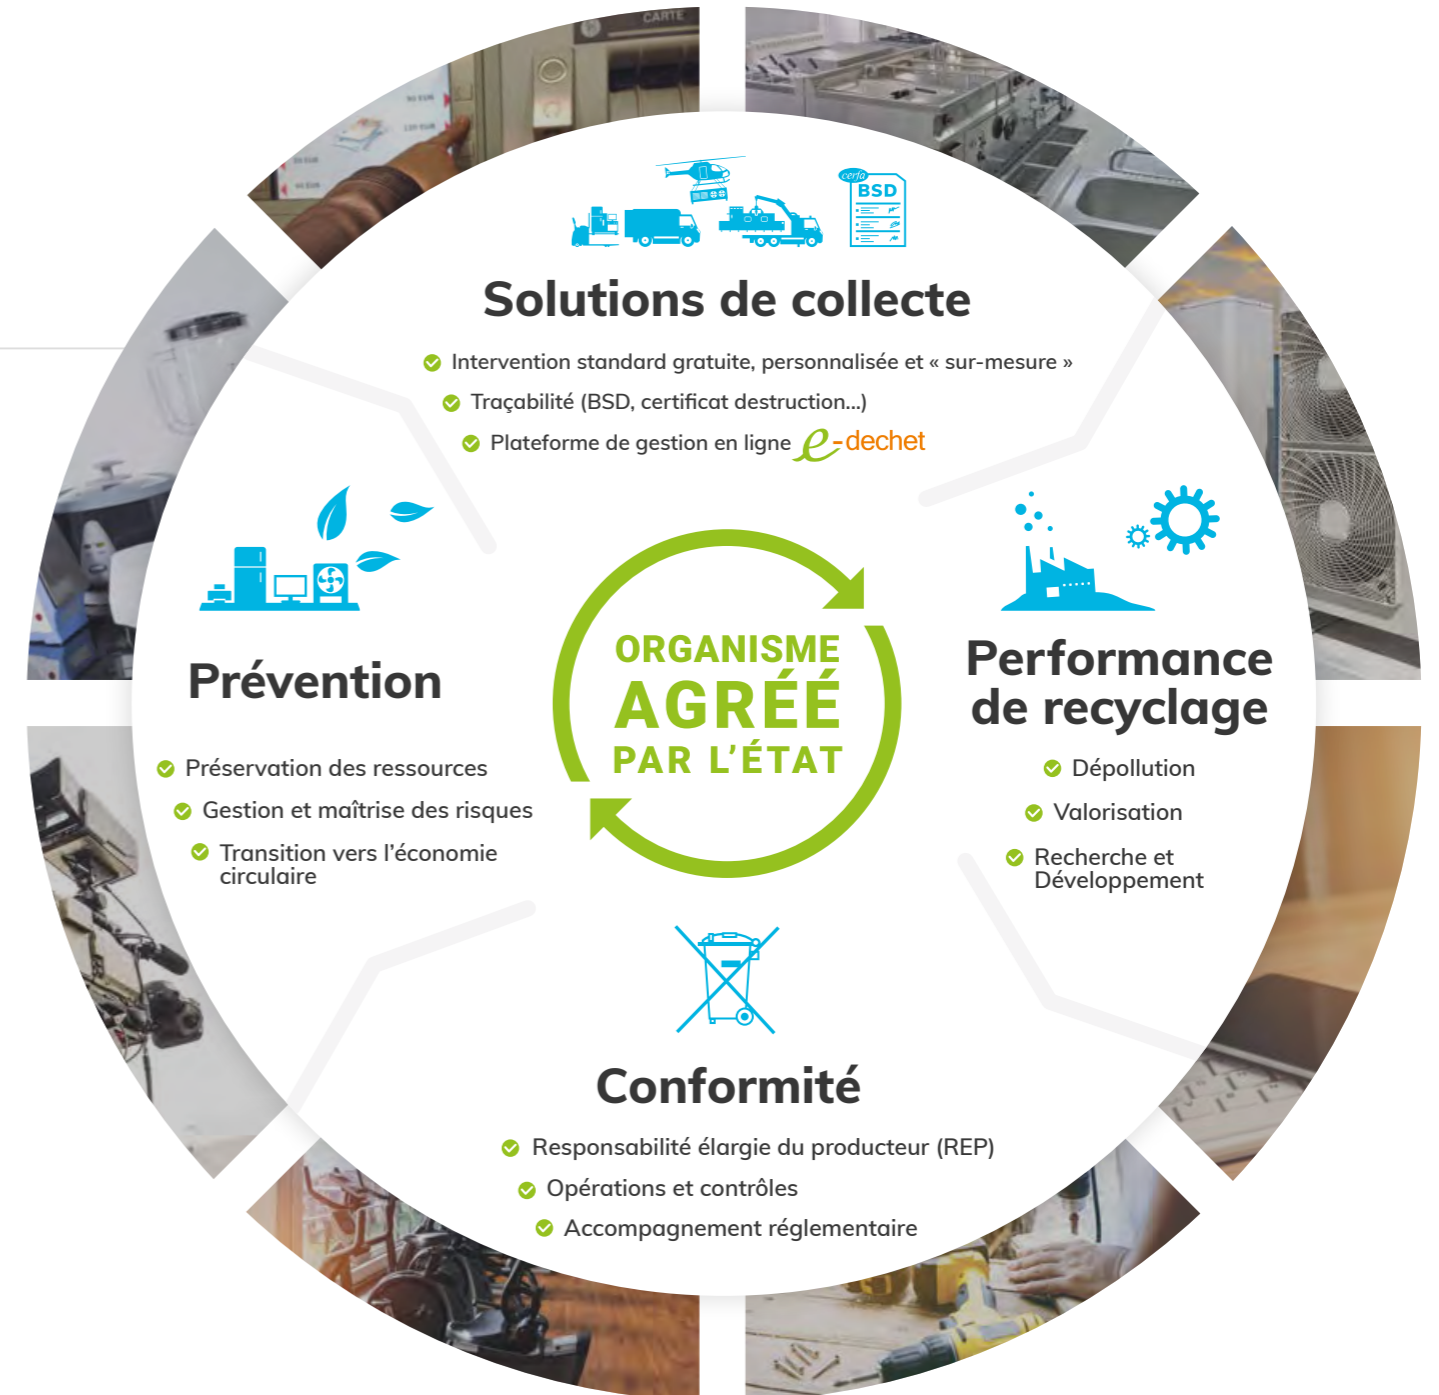 CARTE
cerfa
BSD
Solutions de collecte
Intervention standard gratuite, personnalisée et « sur-mesure »
Traçabilité (BSD, certificat destruction...)
Plateforme de gestion en ligne e-dechet
Prévention
Préservation des ressources
Gestion et maîtrise des risques
Transition vers l'économie
circulaire
ORGANISME
AGRÉÉ
PAR L'ÉTAT
Performance
de recyclage
Dépollution
Valorisation
Recherche et
Développement
Conformité
Responsabilité élargie du producteur (REP)
Opérations et contrôles
Accompagnement réglementaire